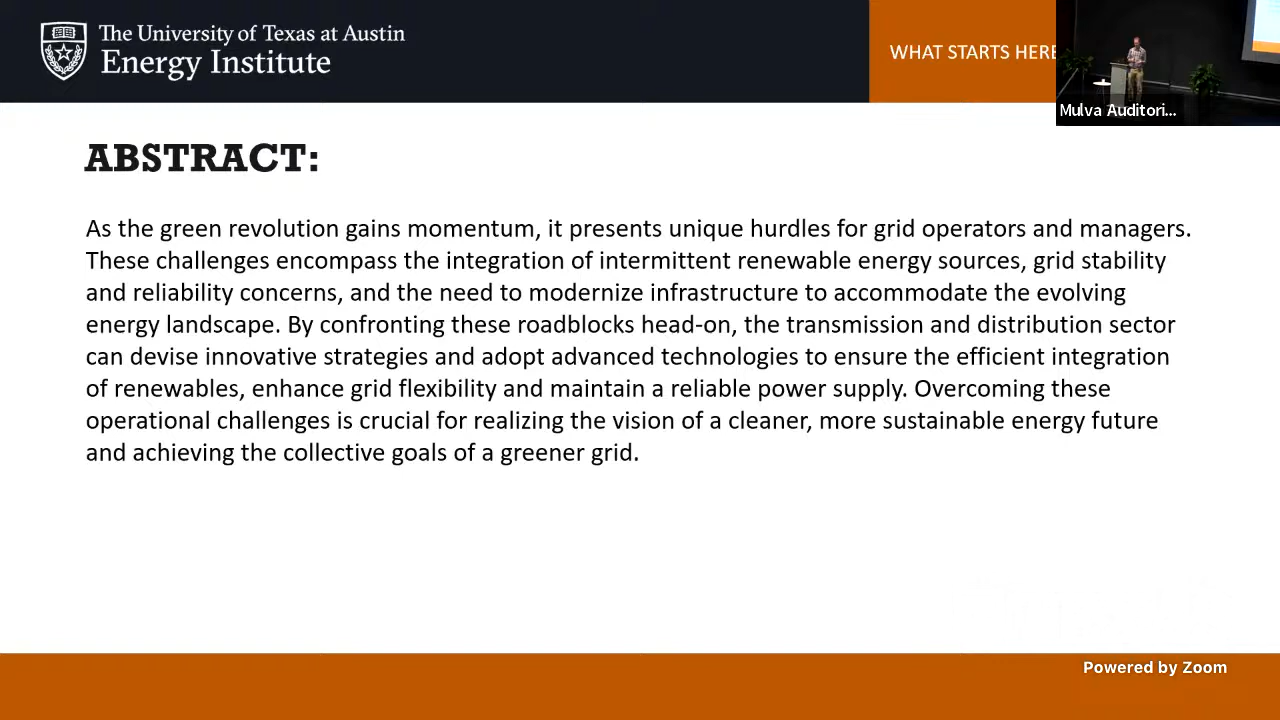 The University of Texas at Austin
Energy Institute
WHAT STARTS HERE
Mulva Auditori...
ABSTRACT:
As the green revolution gains momentum, it presents unique hurdles for grid operators and managers.
These challenges encompass the integration of intermittent renewable energy sources, grid stability
and reliability concerns, and the need to modernize infrastructure to accommodate the evolving
energy landscape. By confronting these roadblocks head-on, the transmission and distribution sector
can devise innovative strategies and adopt advanced technologies to ensure the efficient integration
of renewables, enhance grid flexibility and maintain a reliable power supply. Overcoming these
operational challenges is crucial for realizing the vision of a cleaner, more sustainable energy future
and achieving the collective goals of a greener grid.
Powered by Zoom